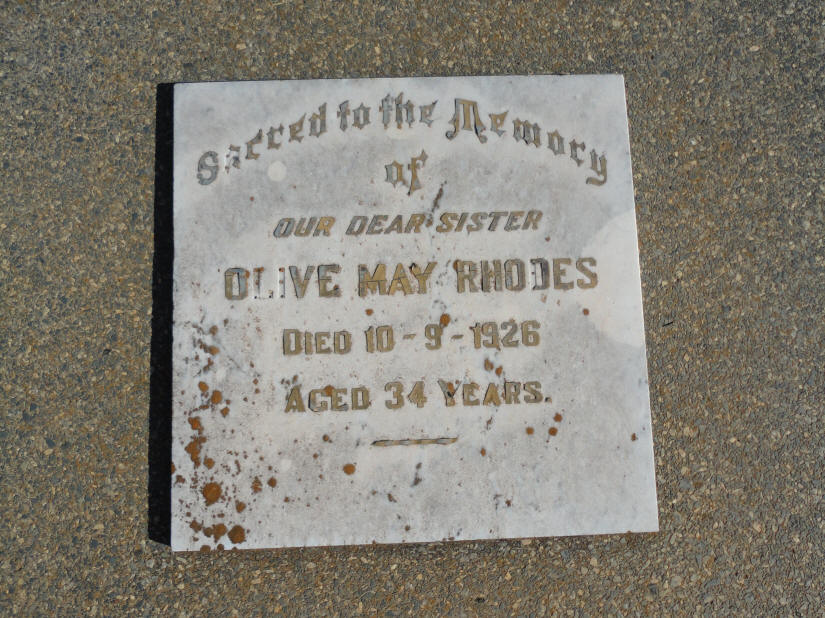 Sacred to the Memory
of
OUR DEAR SISTER
OLIVE MAY RHODES
DIED 10-9-1926
AGED 34 YEARS.